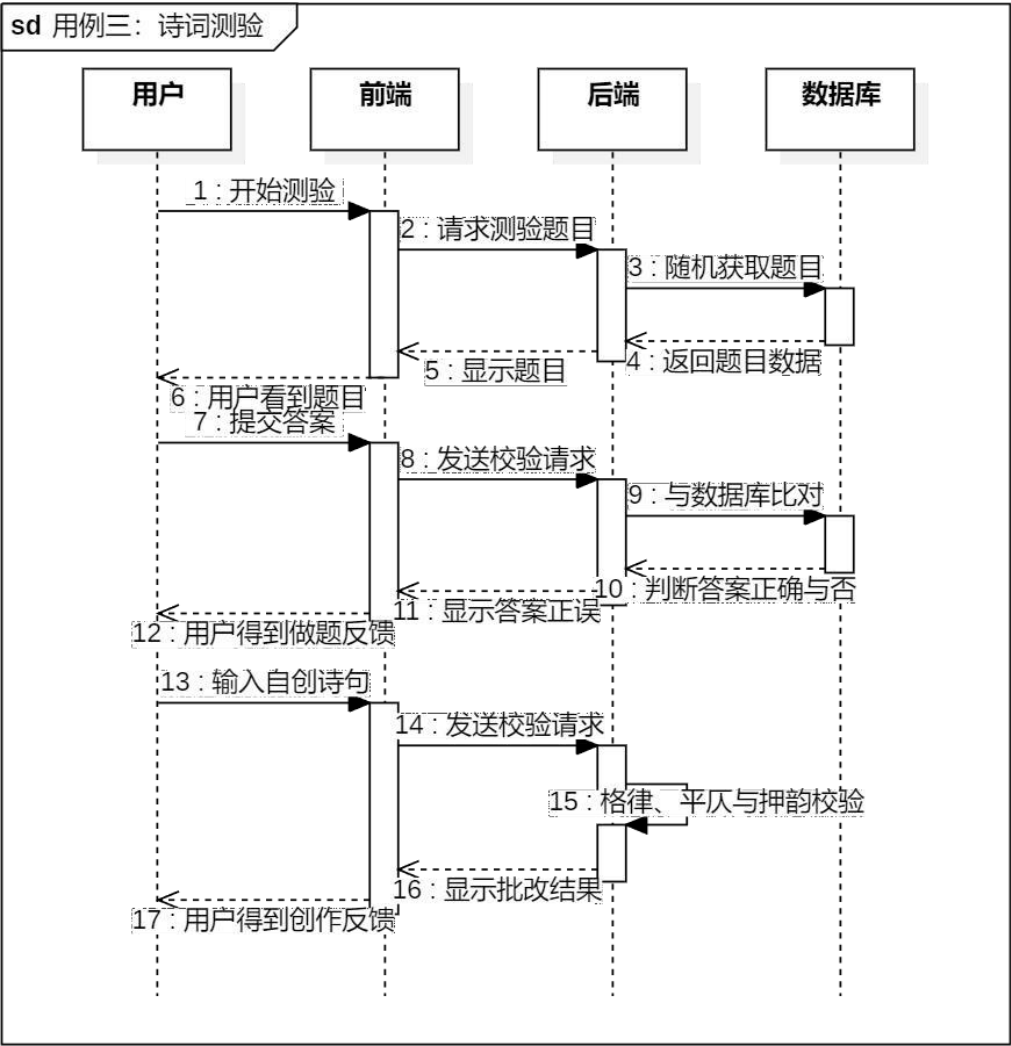 sd 用例三：诗词测验
用户
前端
后端
数据库
1 : 开始测验
2 : 请求测验题目
3 : 随机获取题目
4 : 返回题目数据
5 : 显示题目
6 : 用户看到题目
7 : 提交答案
8 : 发送校验请求
9 : 与数据库比对
10 : 判断答案正确与否
11 : 显示答案正误
12 : 用户得到做题反馈
13 : 输入自创诗句
14 : 发送校验请求
15 : 格律、平仄与押韵校验
16 : 显示批改结果
17 : 用户得到创作反馈